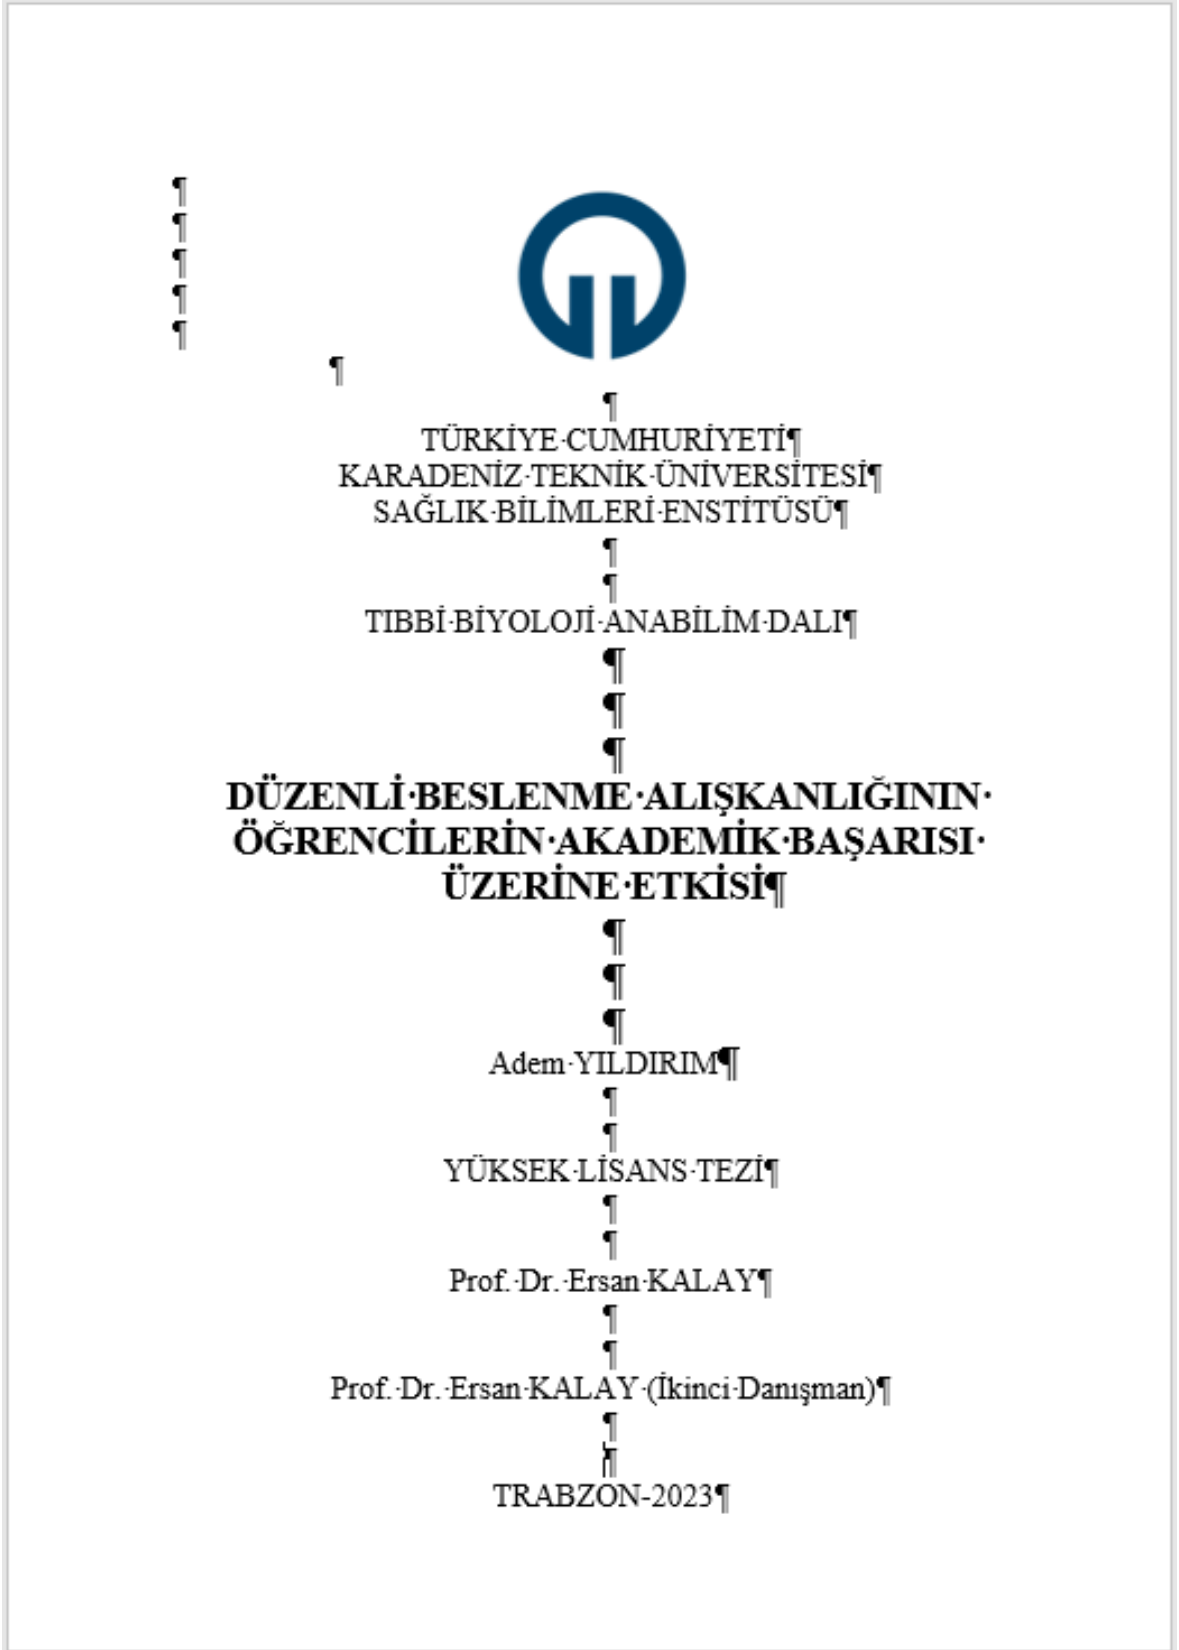 TÜRKİYE CUMHURİYETİ
KARADENİZ TEKNİK ÜNİVERSİTESİ
SAĞLIK BİLİMLERİ ENSTİTÜSÜ
TIBBİ BİYOLOJİ ANABİLİM DALI
DÜZENLİ BESLENME ALIŞKANLIĞININ
ÖĞRENCİLERİN AKADEMİK BAŞARISI
ÜZERİNE ETKİSİ
Adem YILDIRIM
YÜKSEK LİSANS TEZİ
Prof. Dr. Ersan KALAY
Prof. Dr. Ersan KALAY (İkinci Danışman)
TRABZON-2023